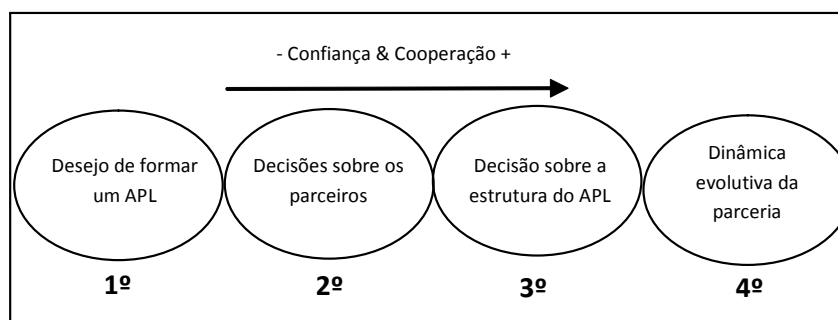 - Confiança & Cooperação +
Desejo de formar
um APL
Decisões sobre os
parceiros
Decisão sobre a
estrutura do APL
Dinâmica
evolutiva da
parceria
1º
2º
3º
4º